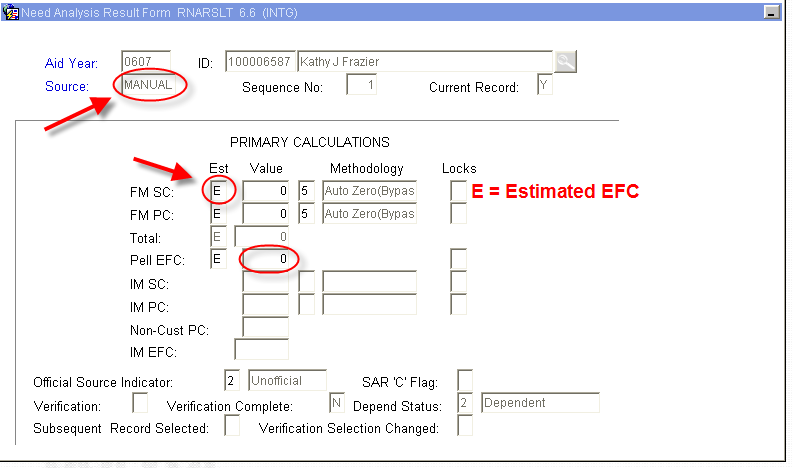 Need Analysis Result Form RNARSLT 6.6 (INTG)
Aid Year: 0607 ID: 100006587 Kathy J Frazier
Source: MANUAL Sequence No: 1 Current Record: Y
PRIMARY CALCULATIONS
Est Value Methodology Locks
FM SC: E 0 5 Auto Zero(Bypas E = Estimated EFC
FM PC: E 0 5 Auto Zero(Bypas
Total: E 0
Pell EFC: E 0
IM SC:
IM PC:
Non-Cust PC:
IM EFC:
Official Source Indicator: 2 Unofficial SAR 'C' Flag:
Verification: Verification Complete: N Depend Status: 2 Dependent
Subsequent Record Selected: Verification Selection Changed: